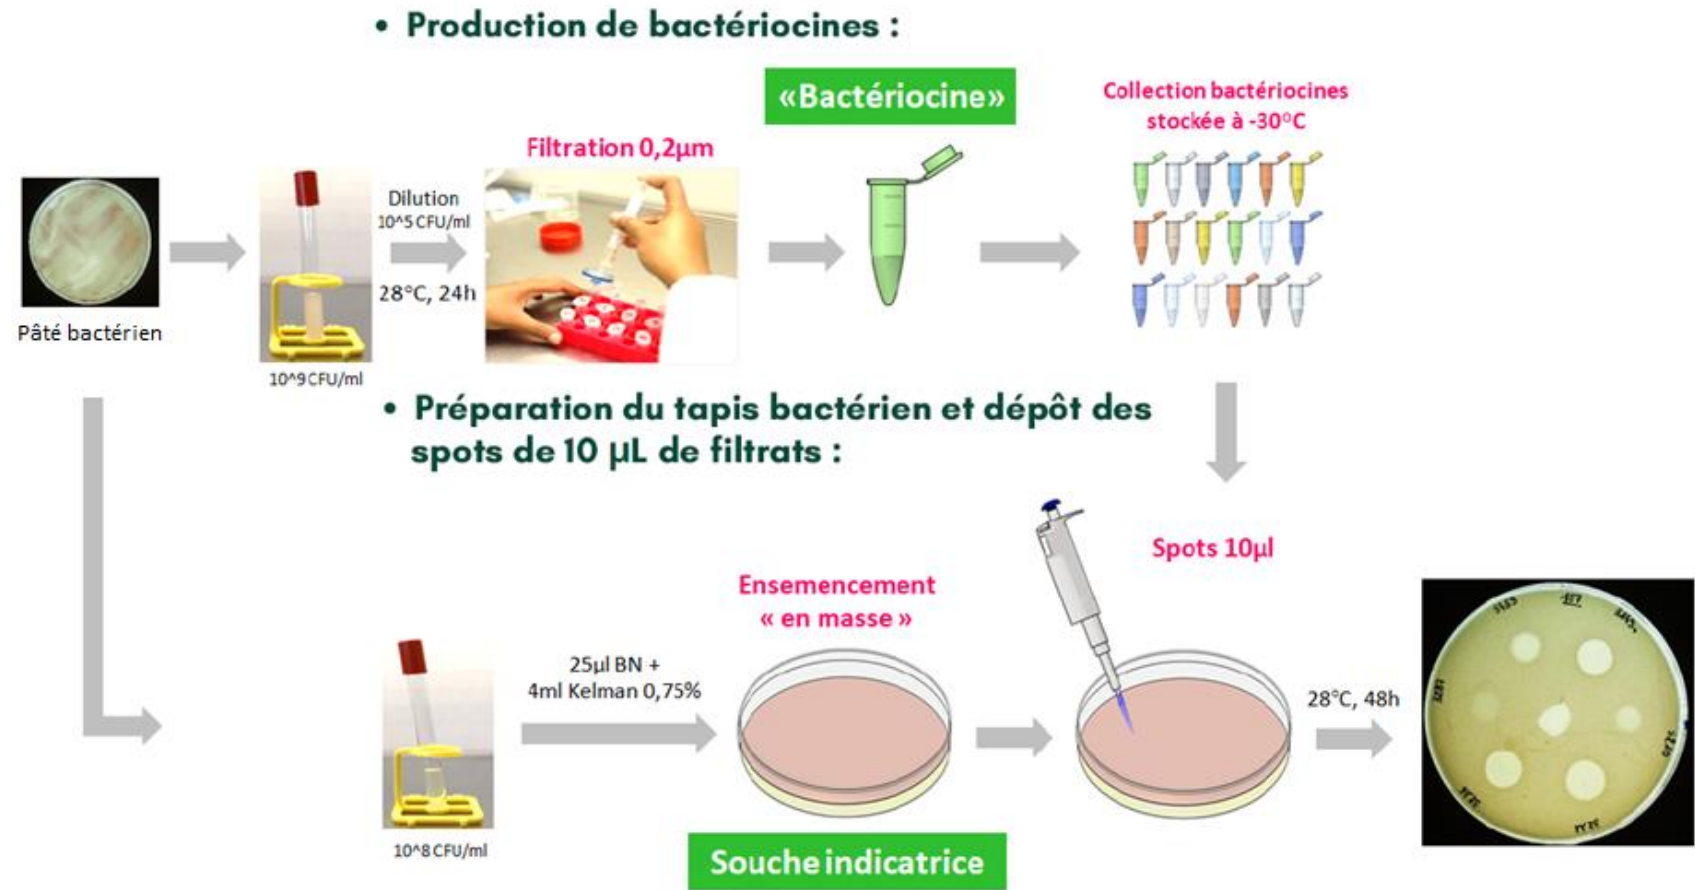 • Production de bactériocines :
«Bactériocine»
Collection bactériocines
stockée à -30°C
Filtration 0,2µm
Dilution
10^5 CFU/ml
28°C, 24h
Pâté bactérien
10^9 CFU/ml
• Préparation du tapis bactérien et dépôt des
spots de 10 µL de filtrats :
Spots 10µl
Ensemencement
« en masse »
25µl BN +
4ml Kelman 0,75%
28°C, 48h
10^8 CFU/ml
Souche indicatrice